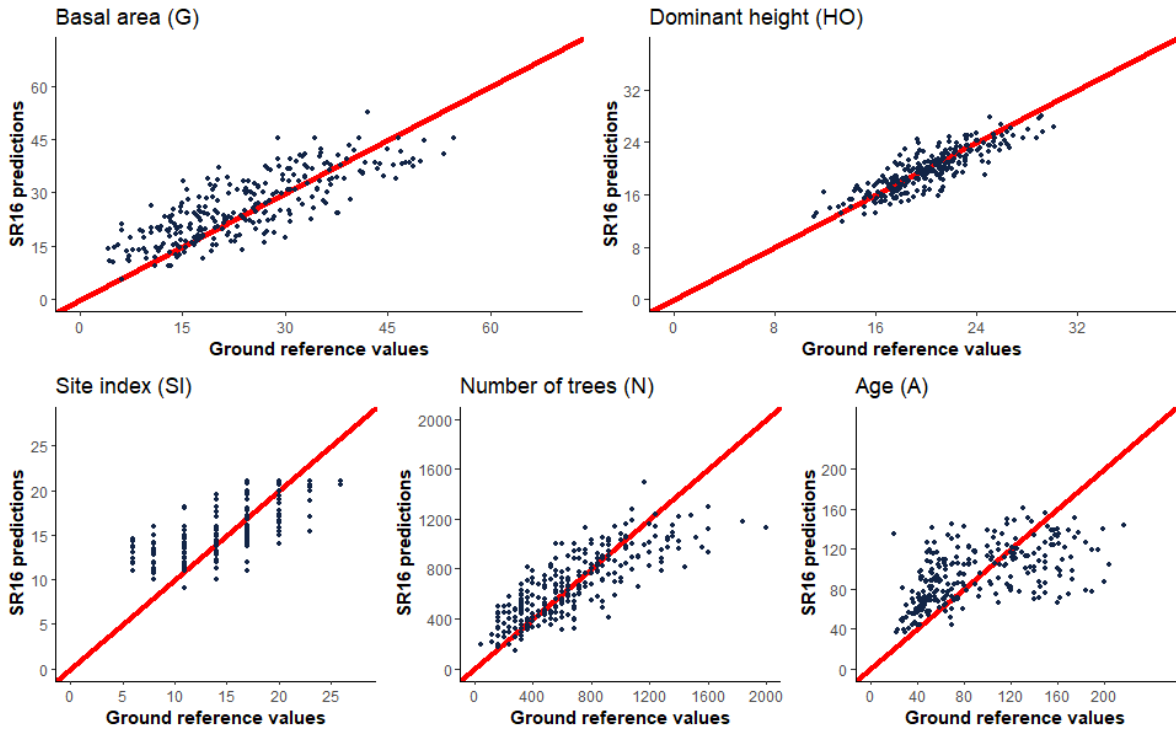 Basal area (G)
SR16 predictions
60
45
30
15
0
0 15 30 45 60
Ground reference values
Dominant height (HO)
SR16 predictions
32
24
16
8
0
0 8 16 24 32
Ground reference values
Site index (SI)
SR16 predictions
25
20
15
10
5
0
0 5 10 15 20 25
Ground reference values
Number of trees (N)
SR16 predictions
2000
1600
1200
800
400
0
0 400 800 1200 1600 2000
Ground reference values
Age (A)
SR16 predictions
200
160
120
80
40
0
0 40 80 120 160 200
Ground reference values